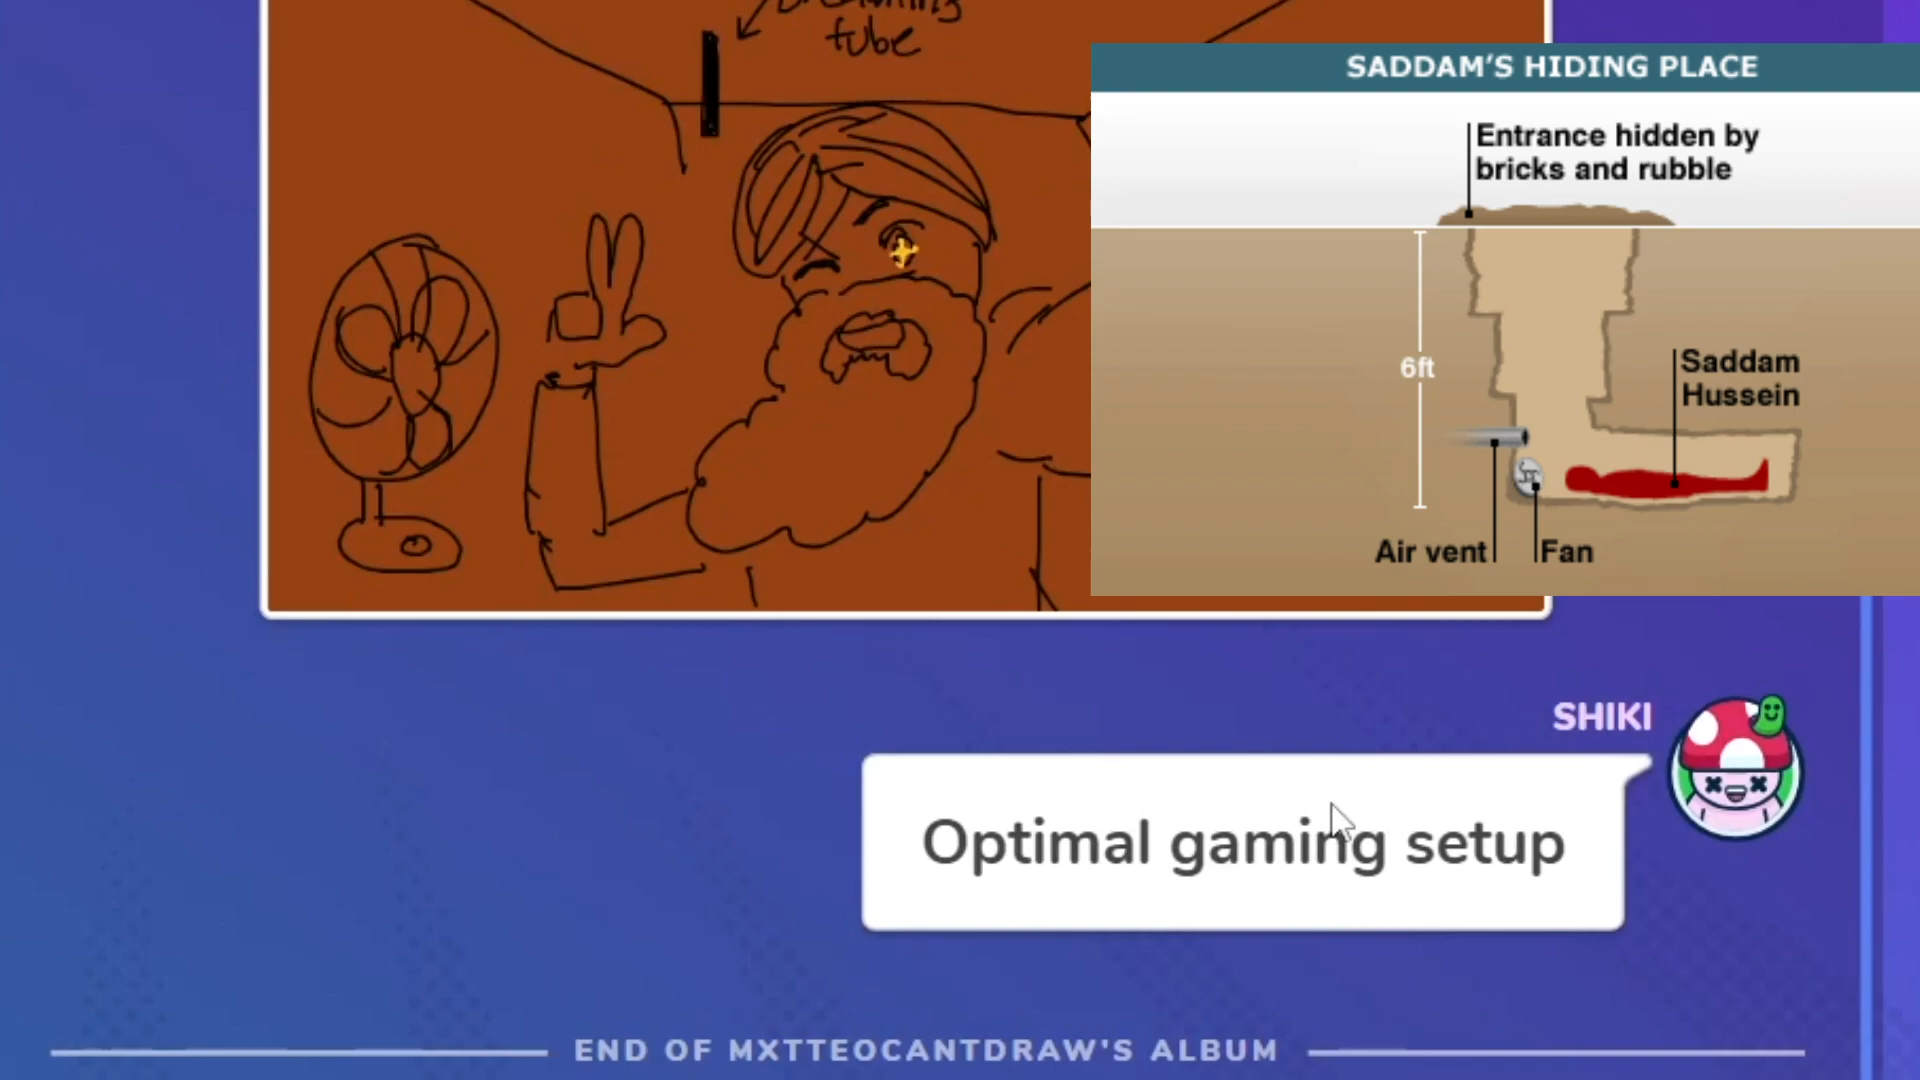 tube
SADDAM'S HIDING PLACE
Entrance hidden by
bricks and rubble
6ft
Saddam
Hussein
Air vent
Fan
SHIKI
Optimal gaming setup
END OF MXTTEOCANTDRAW'S ALBUM